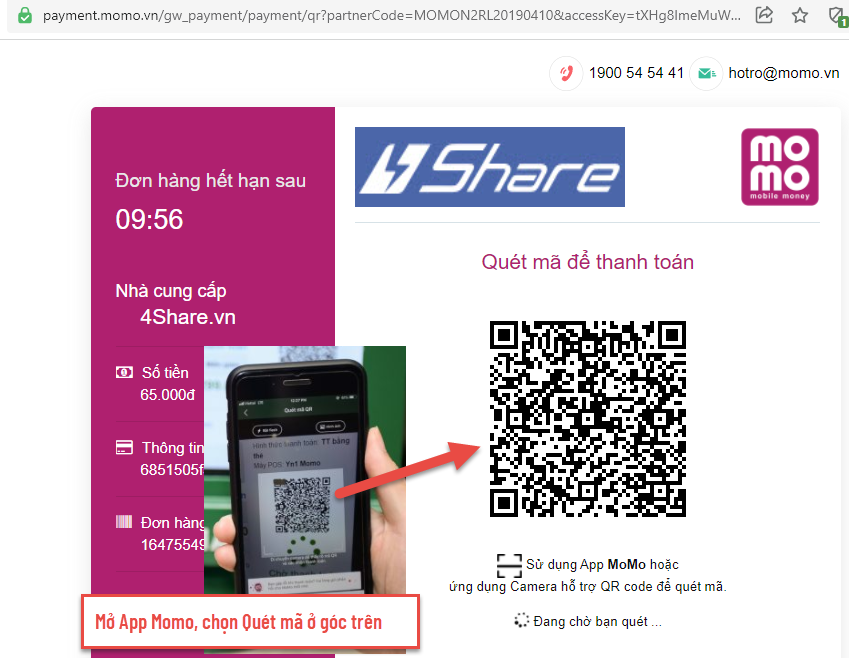 payment.momo.vn/gw_payment/payment/qr?partnerCode=MOMON2RL20190410&accessKey=tXHg8ImeMuW...
1
1900 54 54 41
hotro@momo.vn
Đơn hàng hết hạn sau
09:56
Nhà cung cấp
4Share.vn
Số tiền
65.000đ
Thông tin
6851505f
Đơn hàng
16475549
4Share
mo
mo
mobile money
Quét mã để thanh toán
Quét mã QR
Hình thức thanh toán: TT bằng
thẻ
Máy POS: Yn1 Momo
Sử dụng App MoMo hoặc
ứng dụng Camera hỗ trợ QR code để quét mã.
Đang chờ bạn quét ...
Mở App Momo, chọn Quét mã ở góc trên